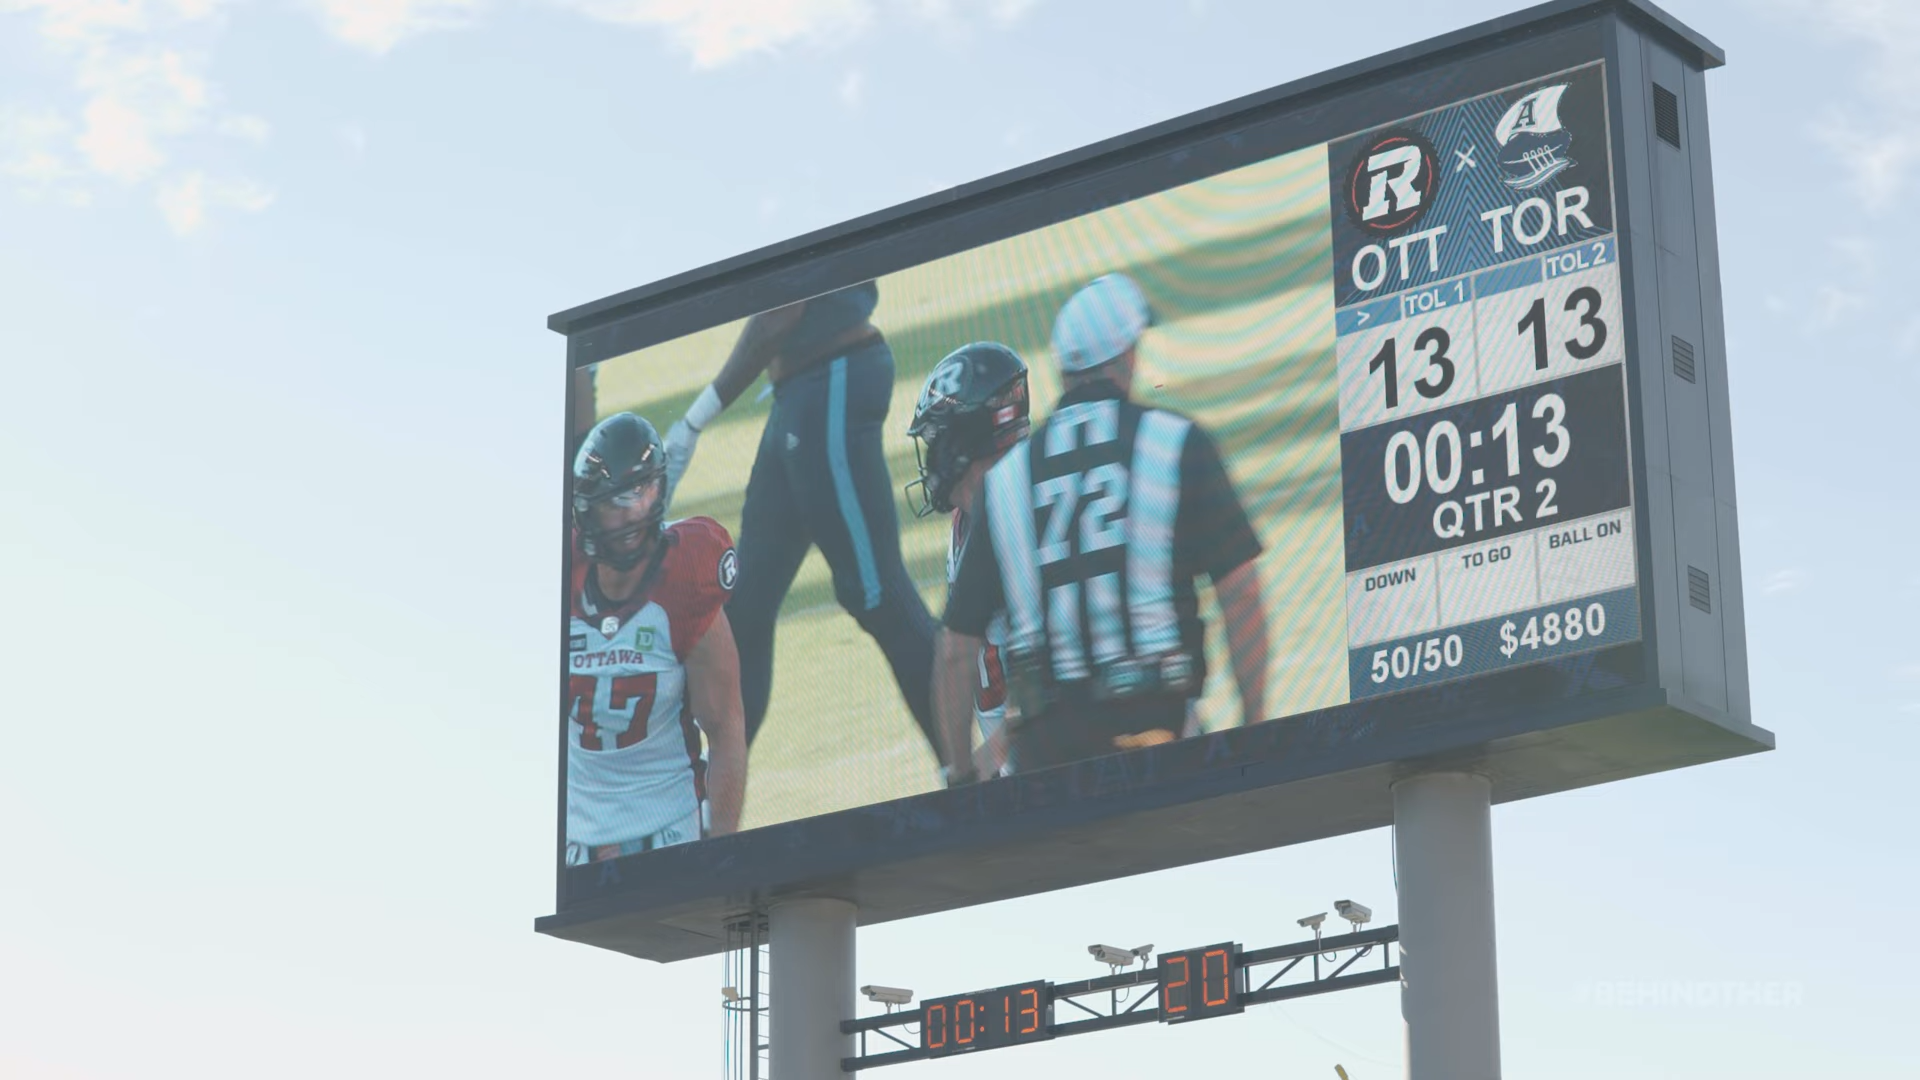 R × A
OTT TOR
> TOL 1 TOL 2
13 13
00:13
QTR 2
DOWN TO GO BALL ON
50/50 $4880
R
72
R
D
OTTAWA
47
00:13 20
#BEHINDTHER